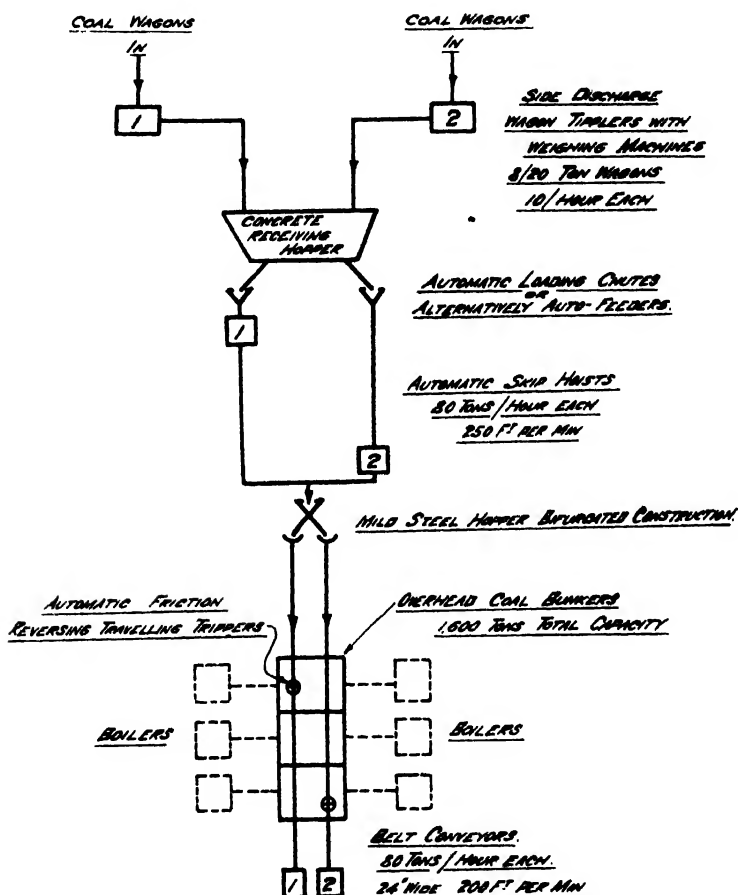 COAL WAGONS
IN
COAL WAGONS
IN
1
2
SIDE DISCHARGE
WAGON TIPPLERS WITH
WEIGHING MACHINES
8/20 TON WAGONS
10/HOUR EACH
CONCRETE
RECEIVING
HOPPER
AUTOMATIC LOADING CHUTES
OR
ALTERNATIVELY AUTO-FEEDERS.
1
AUTOMATIC SKIP HOISTS
80 TONS/HOUR EACH
250 FT PER MIN
2
MILD STEEL HOPPER BIFURCATED CONSTRUCTION.
AUTOMATIC FRICTION
REVERSING TRAVELLING TRIPPERS
OVERHEAD COAL BUNKERS
1,600 TONS TOTAL CAPACITY
BOILERS
BOILERS
BELT CONVEYORS.
80 TONS/HOUR EACH.
24" WIDE 200 FT PER MIN
1
2